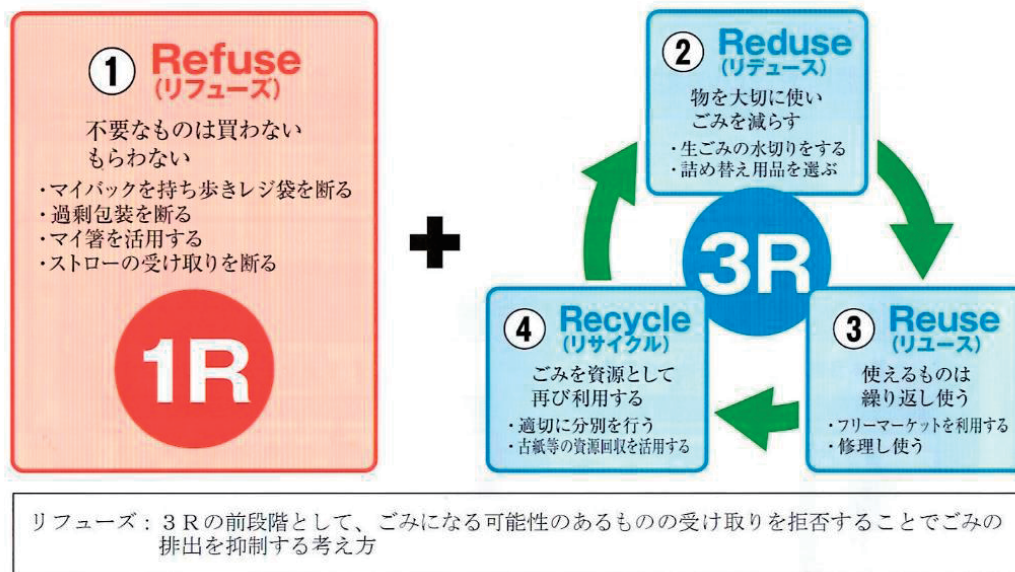 ① Refuse
(リフューズ)
不要なものは買わない
もらわない
・マイバックを持ち歩きレジ袋を断る
・過剰包装を断る
・マイ箸を活用する
・ストローの受け取りを断る
1R
+
② Reduse
(リデュース)
物を大切に使い
ごみを減らす
・生ごみの水切りをする
・詰め替え用品を選ぶ
3R
③ Reuse
(リユース)
使えるものは
繰り返し使う
・フリーマーケットを利用する
・修理し使う
④ Recycle
(リサイクル)
ごみを資源として
再び利用する
・適切に分別を行う
・古紙等の資源回収を活用する
リフューズ：３Ｒの前段階として、ごみになる可能性のあるものの受け取りを拒否することでごみの
排出を抑制する考え方